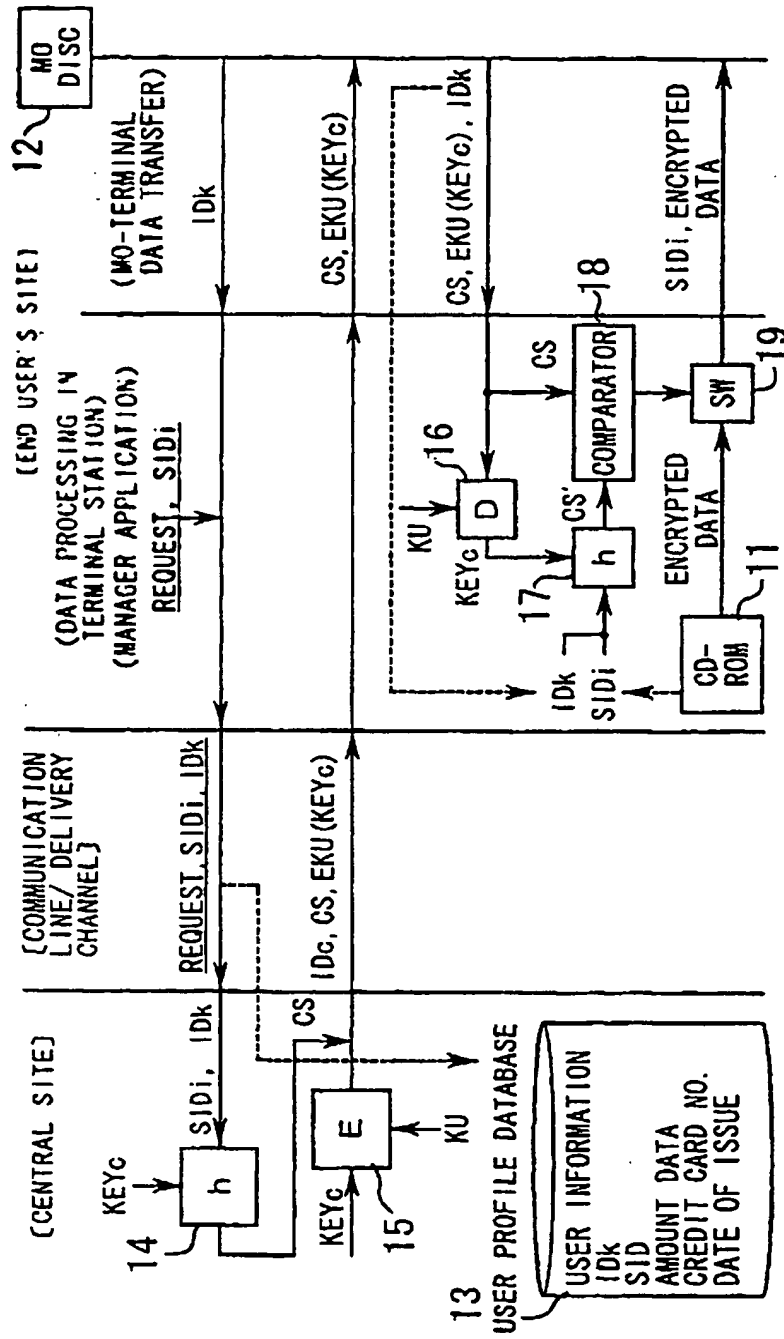 [CENTRAL SITE]
[COMMUNICATION
LINE/ DELIVERY
CHANNEL]
[END USER'S SITE]
(DATA PROCESSING IN
TERMINAL STATION)
(MANAGER APPLICATION)
(MO-TERMINAL
DATA TRANSFER)
12
MO
DISC
IDk
REQUEST, SIDi
REQUEST, SIDi, IDk
SIDi, IDk
KEYc
h
14
CS
KEYc
E
15
KU
IDc, CS, EKU(KEYc)
CS, EKU(KEYc)
CS, EKU(KEYc), IDk
KU
D
16
KEYc
h
17
IDk
SIDi
CS'
CS
COMPARATOR
18
SW
19
ENCRYPTED
DATA
CD-
ROM
11
SIDi, ENCRYPTED
DATA
13
USER PROFILE DATABASE
USER INFORMATION
IDk
SID
AMOUNT DATA
CREDIT CARD NO.
DATE OF ISSUE